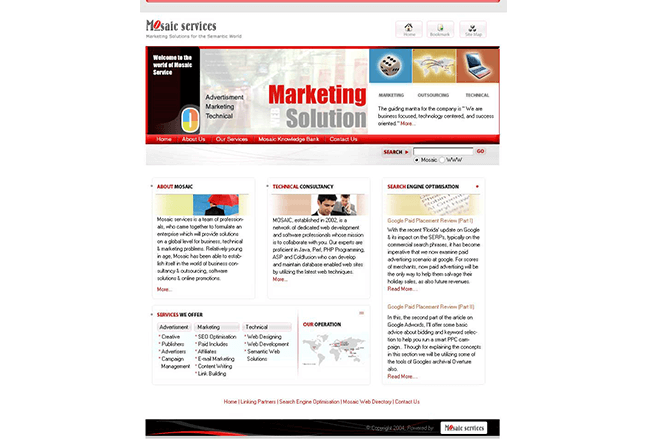 Mosaic services
Marketing Solutions for the Semantic World
Home
Bookmark
Site Map
Welcome to the
world of Mosaic
Service
Advertisment
Marketing
Technical
Marketing
Solution
MARKETING
OUTSOURCING
TECHNICAL
The guiding mantra for the company is " We are
business focused, technology centered, and success
oriented." More...
Home
About Us
Our Services
Mosaic Knowledge Bank
Contact Us
SEARCH
GO
Mosaic
WWW
ABOUT MOSAIC
Mosaic services is a team of profession-
als, who came together to formulate an
enterprise which will provide solutions
on a global level for business, technical
& marketing problems. Relatively young
in age, Mosaic has been able to estab-
lish itself in the world of business con-
sultancy & outsourcing, software
solutions & online promotions.
More...
TECHNICAL CONSULTANCY
MOSAIC, established in 2002, is a
network of dedicated web development
and software professionals whose mission
is to collaborate with you. Our experts are
proficient in Java, Perl, PHP Programming,
ASP and Coldfusion who can develop
and maintain database enabled web sites
by utilizing the latest web techniques.
More...
SEARCH ENGINE OPTIMISATION
Google Paid Placement Review (Part I)
With the recent 'Florida' update on Google
& its impact on the SERPs, typically on the
commercial search phrases, it has become
imperative that we now examine paid
advertising scenario at google. For scores
of merchants, now paid advertising will be
the only way to help them salvage their
holiday sales, as also future revenues.
Read More....
Google Paid Placement Review (Part II)
In this, the second part of the article on
Google Adwords, I'll after some basic
advice about bidding and keyword selec-
tion to help you run a smart PPC cam-
paign. Though for explaining the concepts
in this section we will be utilizing some of
the tools of Googles archrival Overture
also.
Read More....
SERVICES WE OFFER
Advertisment
* Creative
* Publishers
* Advertisers
* Campaign
Management
Marketing
* SEO Optimisation
* Paid Includes
* Affiliates
* E-mail Marketing
* Content Writing
* Link Building
Technical
* Web Designing
* Web Development
* Semantic Web
Solutions
OUR OPERATION
Home | Linking Partners | Search Engine Optimisation | Mosaic Web Directory | Contact Us
© Copyright 2004, Powered by:
Mosaic services